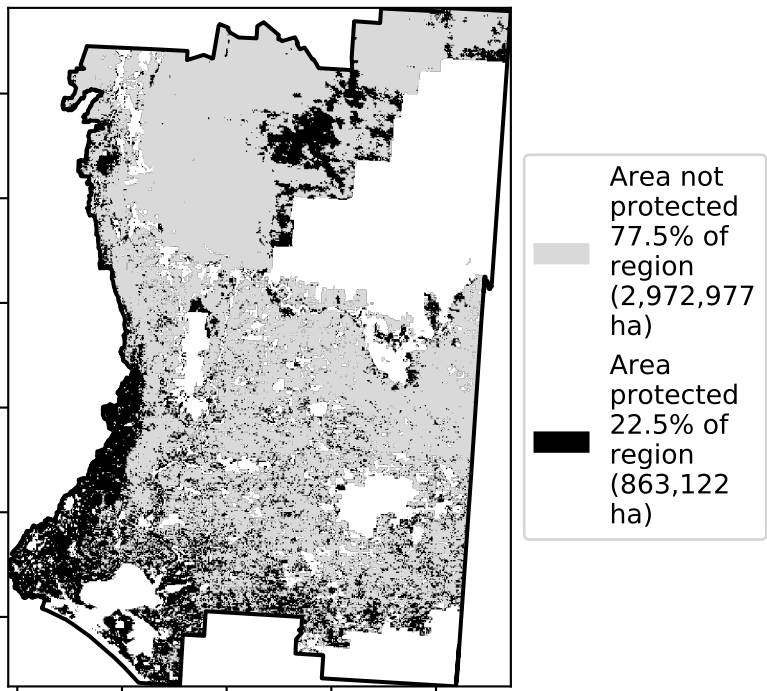 Area not
protected
77.5% of
region
(2,972,977
ha)
Area
protected
22.5% of
region
(863,122
ha)